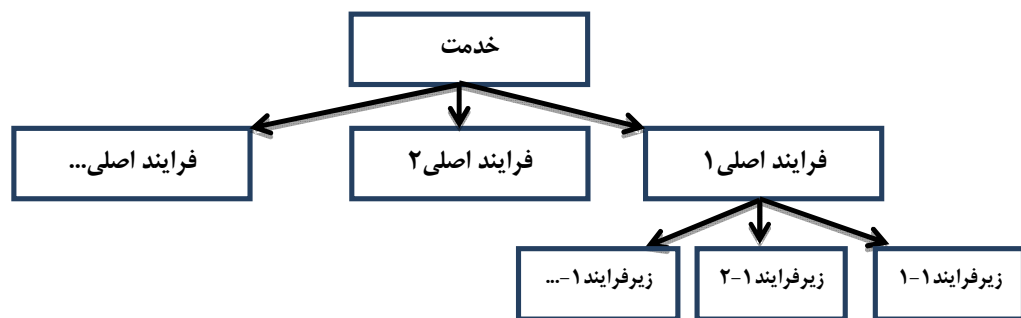 خدمت
فرایند اصلی۱
فرایند اصلی۲
فرایند اصلی...
زیرفرایند۱-۱
زیرفرایند۱-۲
زیرفرایند۱-...